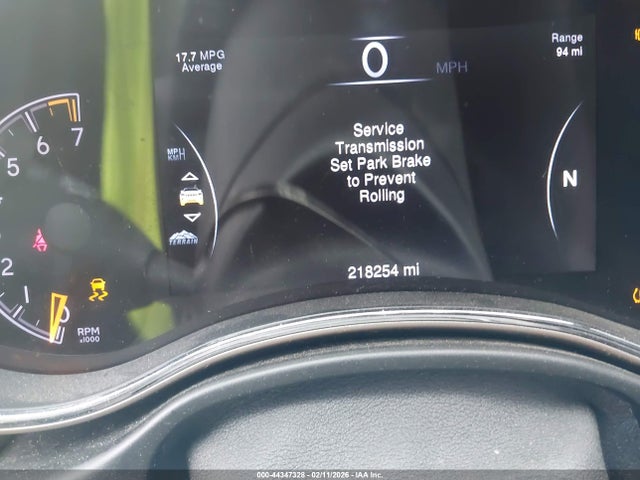 17.7 MPG
Average
0
MPH
Range
94 mi
7
6
5
2
1
0
RPM
x1000
MPH
KMH
TERRAIN
Service
Transmission
Set Park Brake
to Prevent
Rolling
N
218254 mi
000-44347328 - 02/11/2026 - IAA Inc.